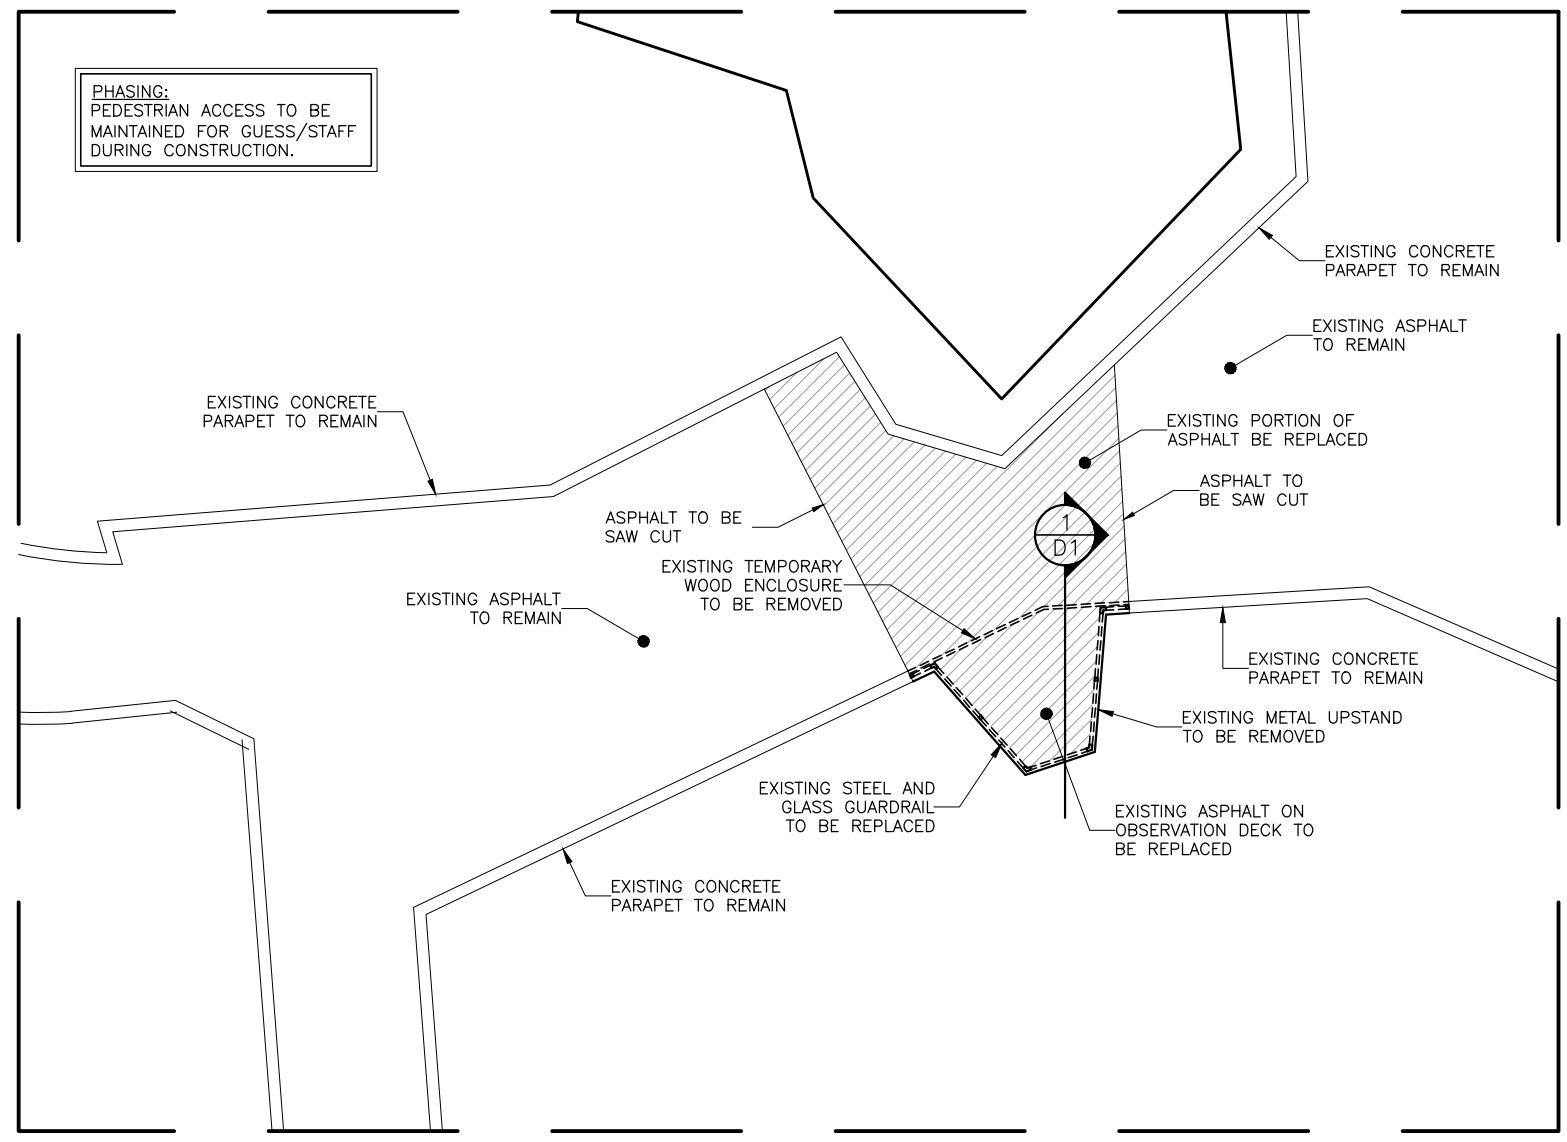 PHASING:
PEDESTRIAN ACCESS TO BE
MAINTAINED FOR GUESS/STAFF
DURING CONSTRUCTION.
EXISTING CONCRETE
PARAPET TO REMAIN
EXISTING ASPHALT
TO REMAIN
EXISTING CONCRETE
PARAPET TO REMAIN
EXISTING PORTION OF
ASPHALT BE REPLACED
ASPHALT TO
BE SAW CUT
ASPHALT TO BE
SAW CUT
1
D1
EXISTING TEMPORARY
WOOD ENCLOSURE
TO BE REMOVED
EXISTING ASPHALT
TO REMAIN
EXISTING CONCRETE
PARAPET TO REMAIN
EXISTING METAL UPSTAND
TO BE REMOVED
EXISTING STEEL AND
GLASS GUARDRAIL
TO BE REPLACED
EXISTING ASPHALT ON
OBSERVATION DECK TO
BE REPLACED
EXISTING CONCRETE
PARAPET TO REMAIN